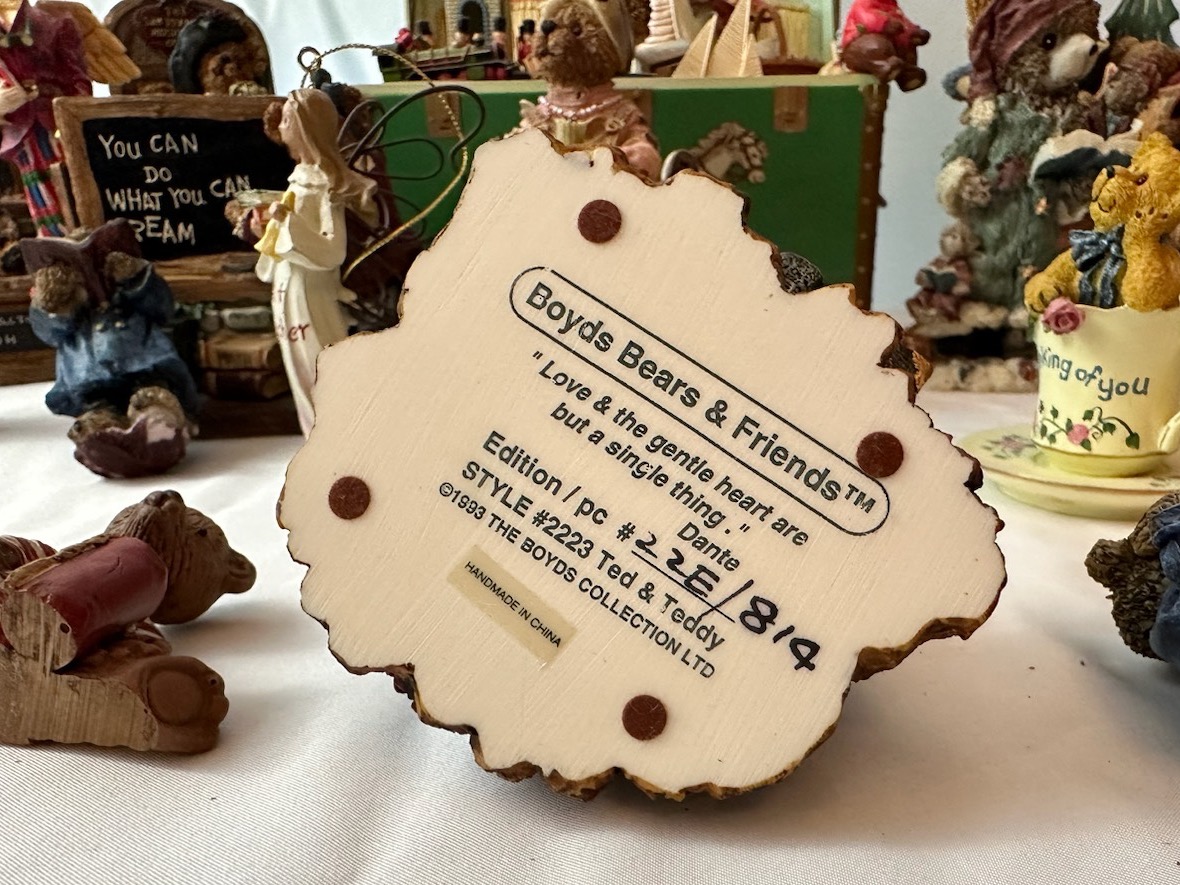 YOU CAN
DO
WHAT YOU CAN
Boyds Bears & Friends™
"Love & the gentle heart are
but a single thing."
Dante
Edition / pc #22E/814
STYLE #2223 Ted & Teddy
©1993 THE BOYDS COLLECTION LTD
HANDMADE IN CHINA
of you